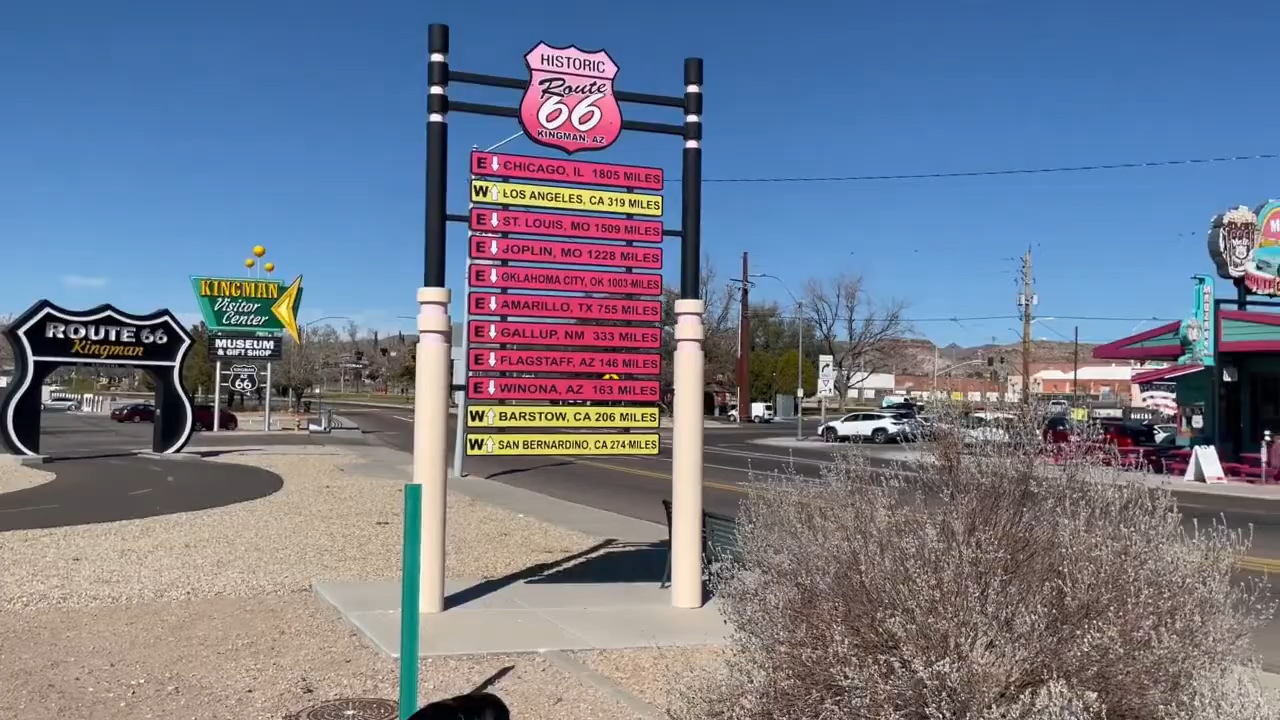 HISTORIC
Route
66
KINGMAN, AZ
E CHICAGO, IL 1805 MILES
W LOS ANGELES, CA 319 MILES
E ST. LOUIS, MO 1509 MILES
E JOPLIN, MO 1228 MILES
E OKLAHOMA CITY, OK 1003 MILES
E AMARILLO, TX 755 MILES
E GALLUP, NM 333 MILES
E FLAGSTAFF, AZ 146 MILES
E WINONA, AZ 163 MILES
W BARSTOW, CA 206 MILES
W SAN BERNARDINO, CA 274 MILES
ROUTE 66
Kingman
KINGMAN
Visitor
Center
MUSEUM
& GIFT SHOP
KINGMAN
66